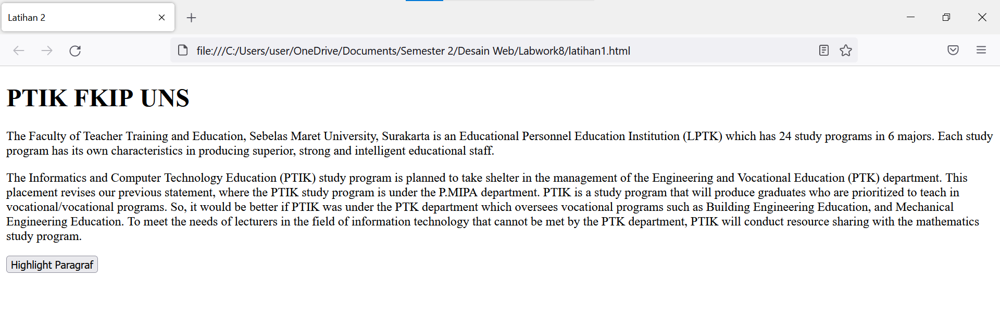 Latihan 2
file:///C:/Users/user/OneDrive/Documents/Semester 2/Desain Web/Labwork8/latihan1.html
PTIK FKIP UNS
The Faculty of Teacher Training and Education, Sebelas Maret University, Surakarta is an Educational Personnel Education Institution (LPTK) which has 24 study programs in 6 majors. Each study
program has its own characteristics in producing superior, strong and intelligent educational staff.
The Informatics and Computer Technology Education (PTIK) study program is planned to take shelter in the management of the Engineering and Vocational Education (PTK) department. This
placement revises our previous statement, where the PTIK study program is under the P.MIPA department. PTIK is a study program that will produce graduates who are prioritized to teach in
vocational/vocational programs. So, it would be better if PTIK was under the PTK department which oversees vocational programs such as Building Engineering Education, and Mechanical
Engineering Education. To meet the needs of lecturers in the field of information technology that cannot be met by the PTK department, PTIK will conduct resource sharing with the mathematics
study program.
Highlight Paragraf